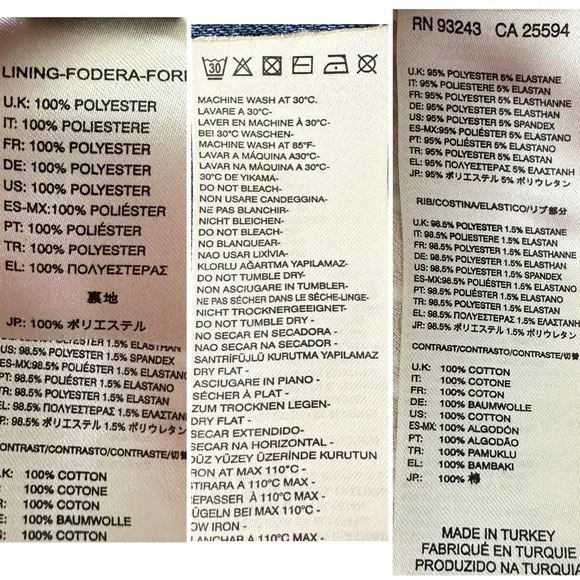 LINING-FODERA-FOR
U.K: 100% POLYESTER
IT: 100% POLIESTERE
FR: 100% POLYESTER
DE: 100% POLYESTER
US: 100% POLYESTER
ES-MX:100% POLIÉSTER
PT: 100% POLIÉSTER
TR: 100% POLYESTER
EL: 100% ΠΟΛΥΕΣΤΕΡΑΣ
裏地
JP.: 100% ポリエステル
US: 98.5% POLYESTER 1.5% SPANDEX
ES-MX:98.5% POLIÉSTER 1.5% ELASTANO
PT: 98.5% POLIÉSTER 1.5% ELASTANO
TR: 98.5% POLYESTER 1.5% ELASTAN
EL: 98.5% ΠΟΛΥΕΣΤΕΡΑΣ 1.5% ΕΛΑΣΤΑΝ
.: 98.5% ポリエステル 1.5% ポリウレタン
ONTRAST/CONTRASTO/CONTRASTE/切替
.K: 100% COTTON
: 100% COTONE
R: 100% COTON
E: 100% BAUMWOLLE
S: 100% COTTON
30
MACHINE WASH AT 30°C.
LAVARE A 30°C-
LAVER EN MACHINE À 30°C-
BEI 30°C WASCHEN-
MACHINE WASH AT 85°F-
LAVAR A MÁQUINA A30°C-
LAVAR NA MÁQUINA A 30°C-
30°C DE YIKAMA-
DO NOT BLEACH-
NON USARE CANDEGGINA-
NE PAS BLANCHIR-
NICHT BLEICHEN-
DO NOT BLEACH-
NO BLANQUEAR-
NAO USAR LIXÍVIA-
KLORLU AĞARTMA YAPILAMAZ-
DO NOT TUMBLE DRY-
NON ASCIUGARE IN TUMBLER-
NE PAS SÉCHER DANS LE SÈCHE-LINGE-
NICHT TROCKNERGEEIGNET-
DO NOT TUMBLE DRY -
NO SECAR EN SECADORA -
NAO SECAR NA SECADOR -
SANTRİFÜJLÜ KURUTMA YAPILAMAZ
DRY FLAT -
ASCIUGARE IN PIANO -
SÉCHER À PLAT -
ZUM TROCKNEN LEGEN-
DRY FLAT -
SECAR EXTENDIDO-
SECAR NA HORIZONTAL -
DÜZ YÜZEY ÜZERİNDE KURUTUN
IRON AT MAX 110°C -
STIRARA A 110°C MAX -
REPASSER À 110°C MAX -
BÜGELN BEI MAX 110°C -
OW IRON -
LANCHAR A 110°C MAX -
RN 93243 CA 25594
U.K: 95% POLYESTER 5% ELASTANE
IT: 95% POLIESTERE 5% ELASTAN
FR: 95% POLYESTER 5% ELASTHANNE
DE: 95% POLYESTER 5% ELASTHAN
US: 95% POLYESTER 5% SPANDEX
ES-MX:95% POLIÉSTER 5% ELASTANO
PT: 95% POLIÉSTER 5% ELASTANO
TR: 95% POLYESTER 5% ELASTAN
EL: 95% ΠΟΛΥΕΣΤΕΡΑΣ 5% ΕΛΑΣΤΑΝΗ
JP.: 95% ポリエステル 5% ポリウレタン
RIB/COSTINA/ELASTICO/リブ部分
U.K: 98.5% POLYESTER 1.5% ELASTANE
IT: 98.5% POLIESTERE 1.5% ELASTAN
FR: 98.5% POLYESTER 1.5% ELASTHANNE
DE: 98.5% POLYESTER 1.5% ELASTHAN
US: 98.5% POLYESTER 1.5% SPANDEX
ES-MX:98.5% POLIÉSTER 1.5% ELASTANO
PT: 98.5% POLIÉSTER 1.5% ELASTANO
TR: 98.5% POLYESTER 1.5% ELASTAN
EL: 98.5% ΠΟΛΥΕΣΤΕΡΑΣ 1.5% ΕΛΑΣΤΑΝΗ
JP.: 98.5% ポリエステル 1.5% ポリウレタン
CONTRAST/CONTRASTO/CONTRASTE/切替
U.K: 100% COTTON
IT: 100% COTONE
FR: 100% COTON
DE: 100% BAUMWOLLE
US: 100% COTTON
ES-MX: 100% ALGODÓN
PT: 100% ALGODÃO
TR: 100% PAMUKLU
EL: 100% ΒΑΜΒΑΚΙ
JP.: 100% 棉
MADE IN TURKEY
FABRIQUÉ EN TURQUIE
PRODUZIDO NA TURQUIA